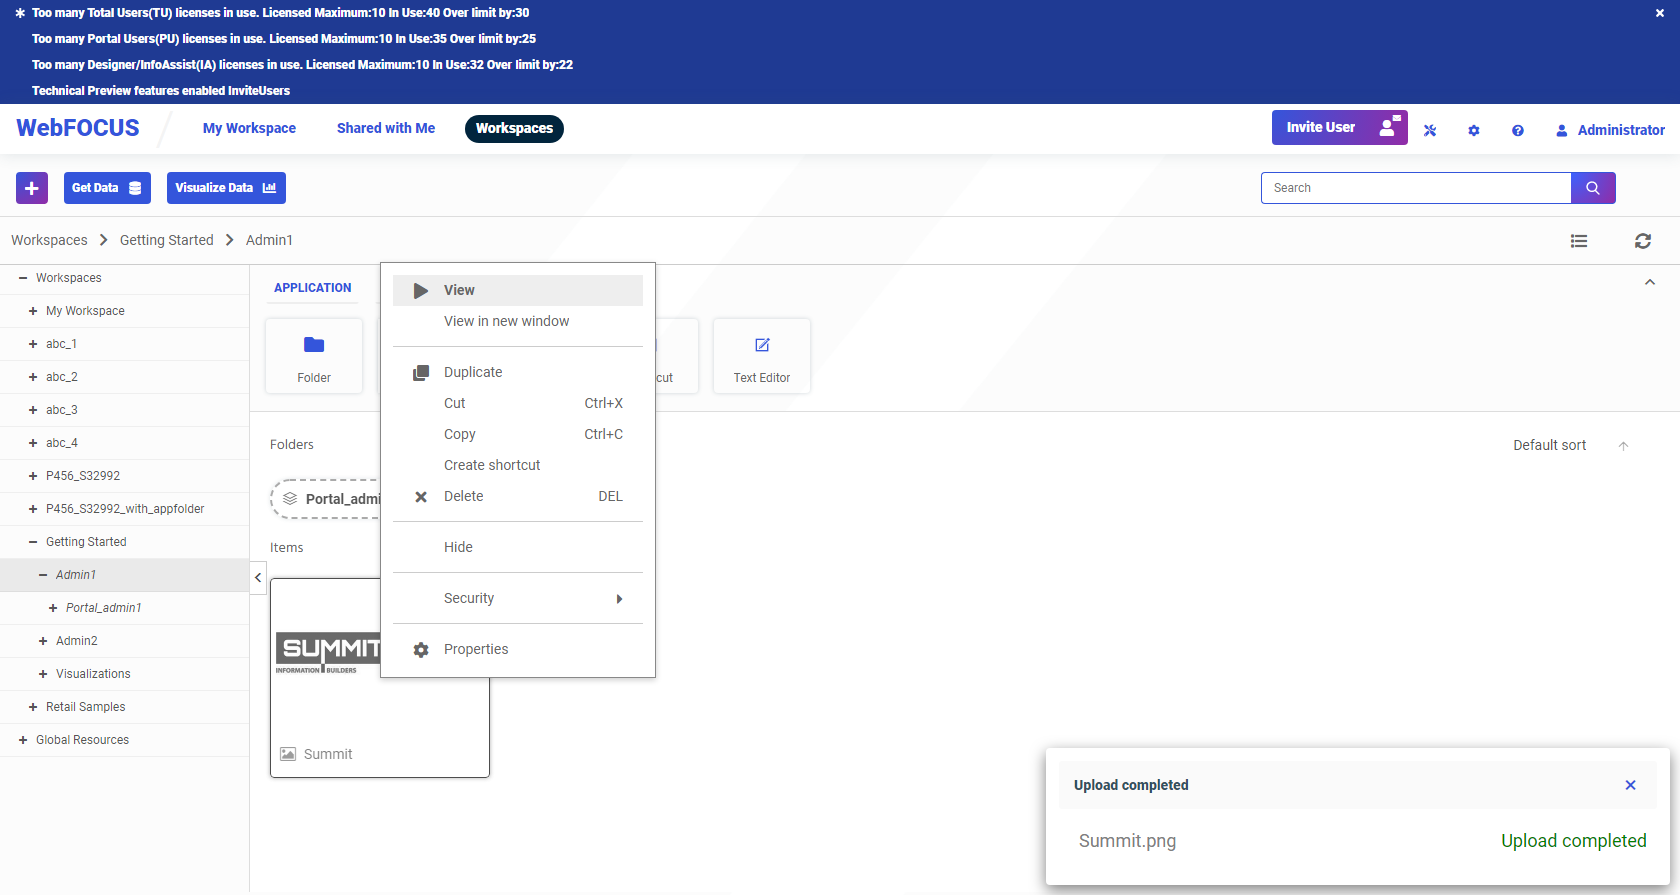 Too many Total Users(TU) licenses in use. Licensed Maximum:10 In Use:40 Over limit by:30
Too many Portal Users(PU) licenses in use. Licensed Maximum:10 In Use:35 Over limit by:25
Too many Designer/InfoAssist(IA) licenses in use. Licensed Maximum:10 In Use:32 Over limit by:22
Technical Preview features enabled InviteUsers
WebFOCUS
My Workspace
Shared with Me
Workspaces
Invite User
Administrator
Get Data
Visualize Data
Search
Workspaces
Getting Started
Admin1
Workspaces
My Workspace
abc_1
abc_2
abc_3
abc_4
P456_S32992
P456_S32992_with_appfolder
Getting Started
Admin1
Portal_admin1
Admin2
Visualizations
Retail Samples
Global Resources
APPLICATION
Folder
cut
Text Editor
Folders
Default sort
Portal_admi
Items
SUMMIT
INFORMATION BUILDERS
Summit
View
View in new window
Duplicate
Cut Ctrl+X
Copy Ctrl+C
Create shortcut
Delete DEL
Hide
Security
Properties
Upload completed
Summit.png Upload completed